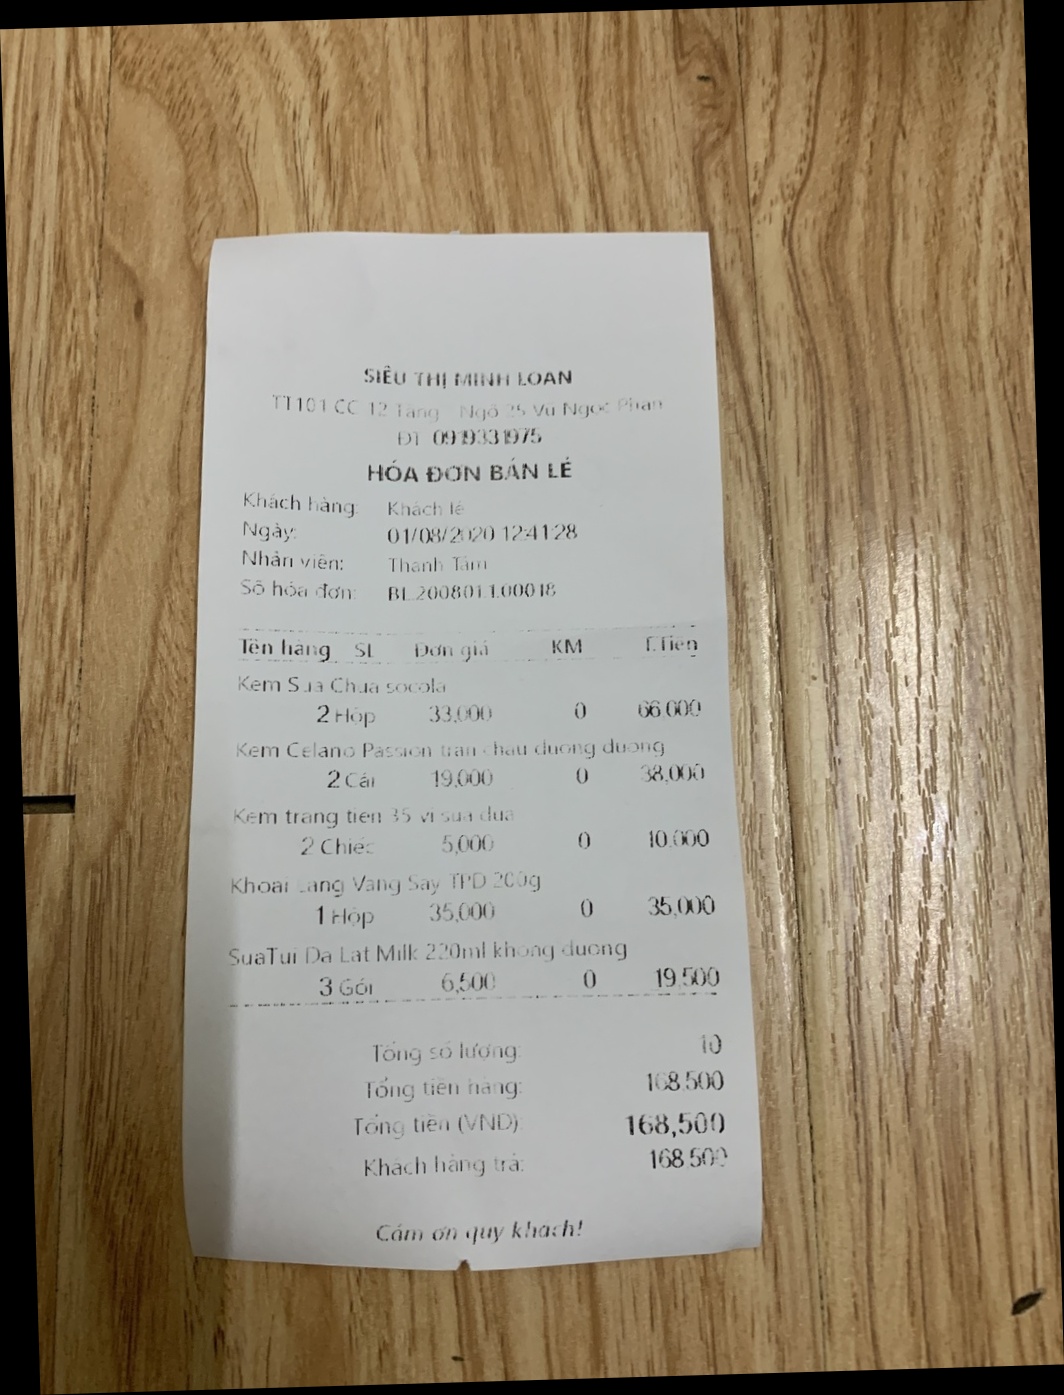 SIÊU THỊ MINH LOAN
TT101 CC 12 Tầng - Ngõ 25 Vũ Ngọc Phan
ĐT: 0919331975
HÓA ĐƠN BÁN LẺ
Khách hàng: Khách lẻ
Ngày: 01/08/2020 12:41:28
Nhân viên: Thanh Tâm
Số hóa đơn: BL.200801.1.00018
Tên hàng SL Đơn giá KM T.Tiền
Kem Sua Chua socola
2 Hộp 33,000 0 66,000
Kem Celano Passion tran chau duong duong
2 Cái 19,000 0 38,000
Kem trang tien 35 vi sua dua
2 Chiếc 5,000 0 10,000
Khoai Lang Vang Say TPD 200g
1 Hộp 35,000 0 35,000
SuaTui Da Lat Milk 220ml khong duong
3 Gói 6,500 0 19,500
Tổng số lượng: 10
Tổng tiền hàng: 168,500
Tổng tiền (VND): 168,500
Khách hàng trả: 168,500
Cám ơn quý khách!